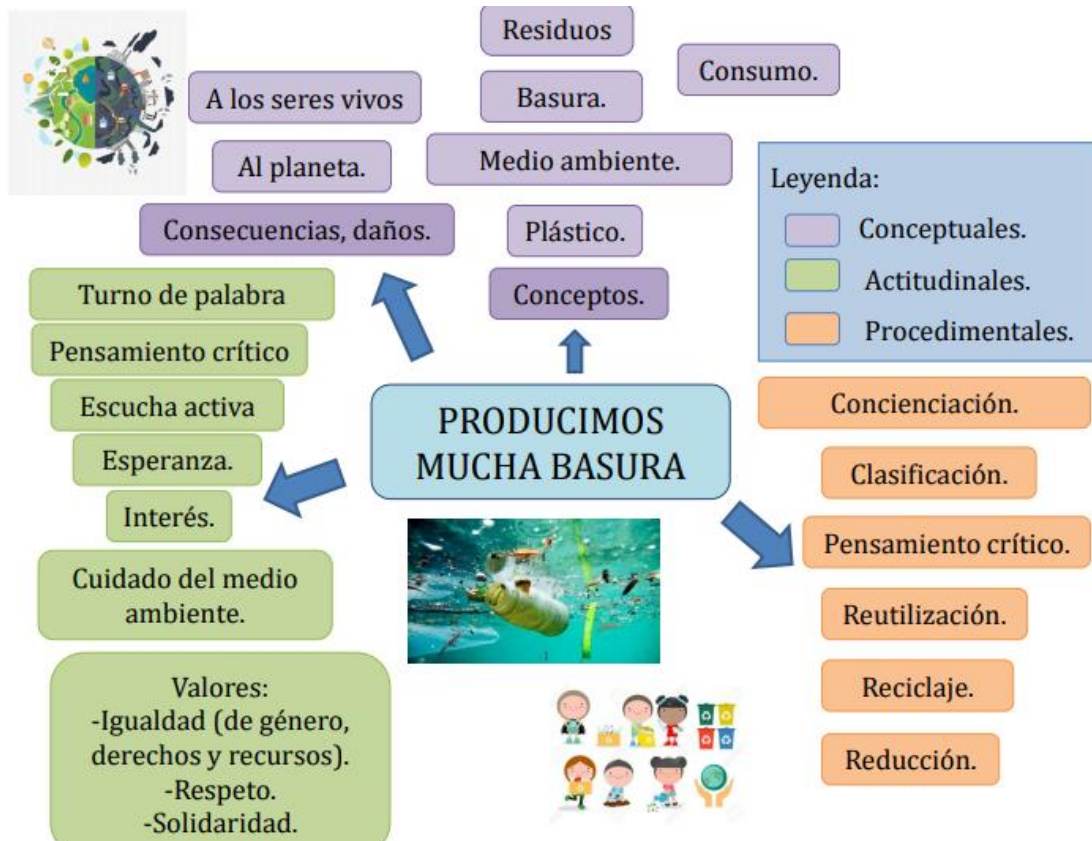 Residuos
Consumo.
A los seres vivos
Basura.
Al planeta.
Medio ambiente.
Consecuencias, daños.
Plástico.
Conceptos.
Leyenda:
Conceptuales.
Actitudinales.
Procedimentales.
Turno de palabra
Pensamiento crítico
Escucha activa
Esperanza.
Interés.
Cuidado del medio
ambiente.
Valores:
-Igualdad (de género,
derechos y recursos).
-Respeto.
-Solidaridad.
PRODUCIMOS
MUCHA BASURA
Concienciación.
Clasificación.
Pensamiento crítico.
Reutilización.
Reciclaje.
Reducción.